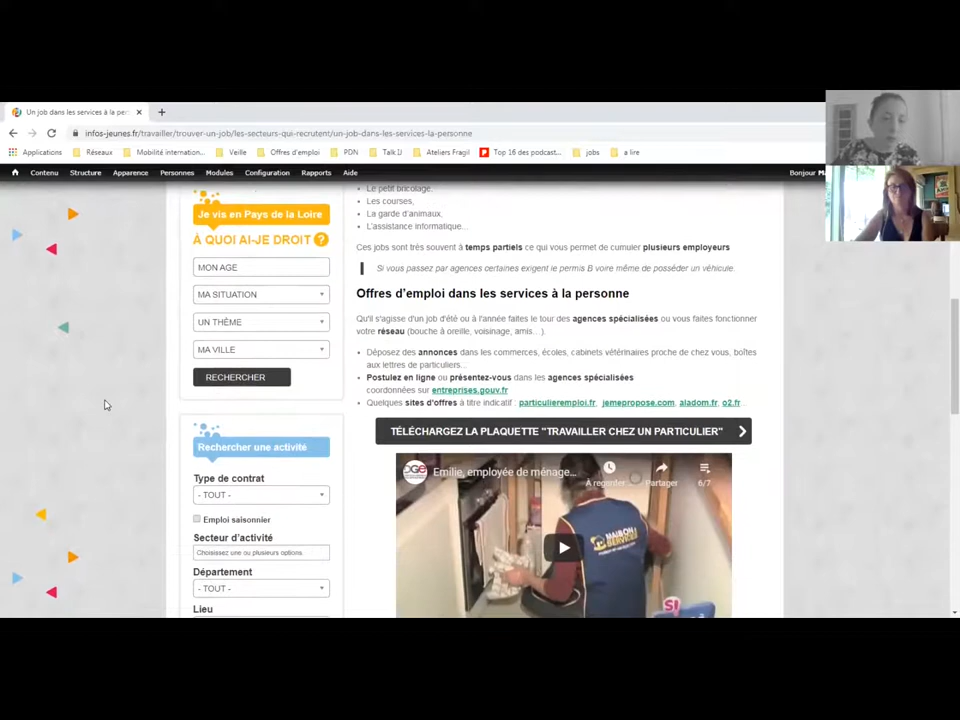 Un job dans les services à la per
infos-jeunes.fr/travailler/trouver-un-job/les-secteurs-qui-recrutent/un-job-dans-les-services-la-personne
Applications Réseaux Mobilité internation... Veille Offres d'emploi PDN Talk IJ Ateliers Fragil Top 16 des podcast... jobs a lire
Contenu Structure Apparence Personnes Modules Configuration Rapports Aide Bonjour
Je vis en Pays de la Loire
À QUOI AI-JE DROIT ?
MON AGE
MA SITUATION
UN THÈME
MA VILLE
RECHERCHER
Rechercher une activité
Type de contrat
- TOUT -
Emploi saisonnier
Secteur d'activité
Choisissez une ou plusieurs options
Département
- TOUT -
Lieu
Le petit bricolage,
Les courses,
La garde d'animaux,
L'assistance informatique...
Ces jobs sont très souvent à temps partiels ce qui vous permet de cumuler plusieurs employeurs
Si vous passez par agences certaines exigent le permis B voire même de posséder un véhicule.
Offres d'emploi dans les services à la personne
Qu'il s'agisse d'un job d'été ou à l'année faites le tour des agences spécialisées ou vous faites fonctionner
votre réseau (bouche à oreille, voisinage, amis...).
Déposez des annonces dans les commerces, écoles, cabinets vétérinaires proche de chez vous, boîtes
aux lettres de particuliers...
Postulez en ligne ou présentez-vous dans les agences spécialisées
coordonnées sur entreprises.gouv.fr
Quelques sites d'offres à titre indicatif : particulieremploi.fr, jemepropose.com, aladom.fr, o2.fr
TÉLÉCHARGEZ LA PLAQUETTE "TRAVAILLER CHEZ UN PARTICULIER"
Emilie, employée de ménage...
À regarder... Partager 6/7
MAISON
SERVICES